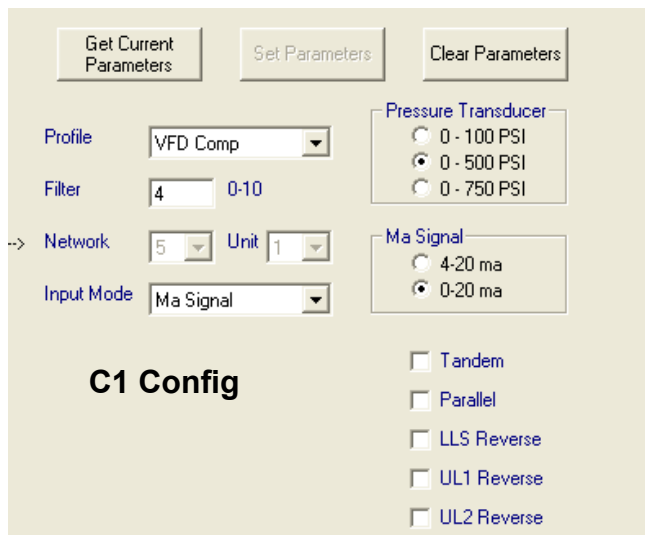 Get Current
Parameters
Set Parameters
Clear Parameters
Pressure Transducer
0 - 100 PSI
0 - 500 PSI
0 - 750 PSI
Profile
VFD Comp
Filter
4
0-10
--> Network
5
Unit
1
Input Mode
Ma Signal
Ma Signal
4-20 ma
0-20 ma
C1 Config
Tandem
Parallel
LLS Reverse
UL1 Reverse
UL2 Reverse